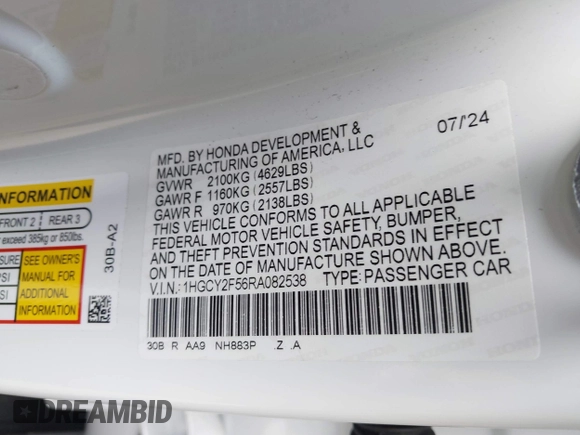 MFD. BY HONDA DEVELOPMENT &
MANUFACTURING OF AMERICA, LLC
07/'24
GVWR 2100KG (4629LBS)
GAWR F 1160KG (2557LBS)
GAWR R 970KG (2138LBS)
THIS VEHICLE CONFORMS TO ALL APPLICABLE
FEDERAL MOTOR VEHICLE SAFETY, BUMPER,
AND THEFT PREVENTION STANDARDS IN EFFECT
ON THE DATE OF MANUFACTURE SHOWN ABOVE.
V.I.N.:1HGCY2F56RA082538 TYPE:PASSENGER CAR
30B R AA9 NH883P .Z .A
INFORMATION
FRONT 2 REAR 3
exceed 385kg or 850lbs.
SEE OWNER'S
MANUAL FOR
ADDITIONAL
INFORMATION
30B-A2
DREAMBID